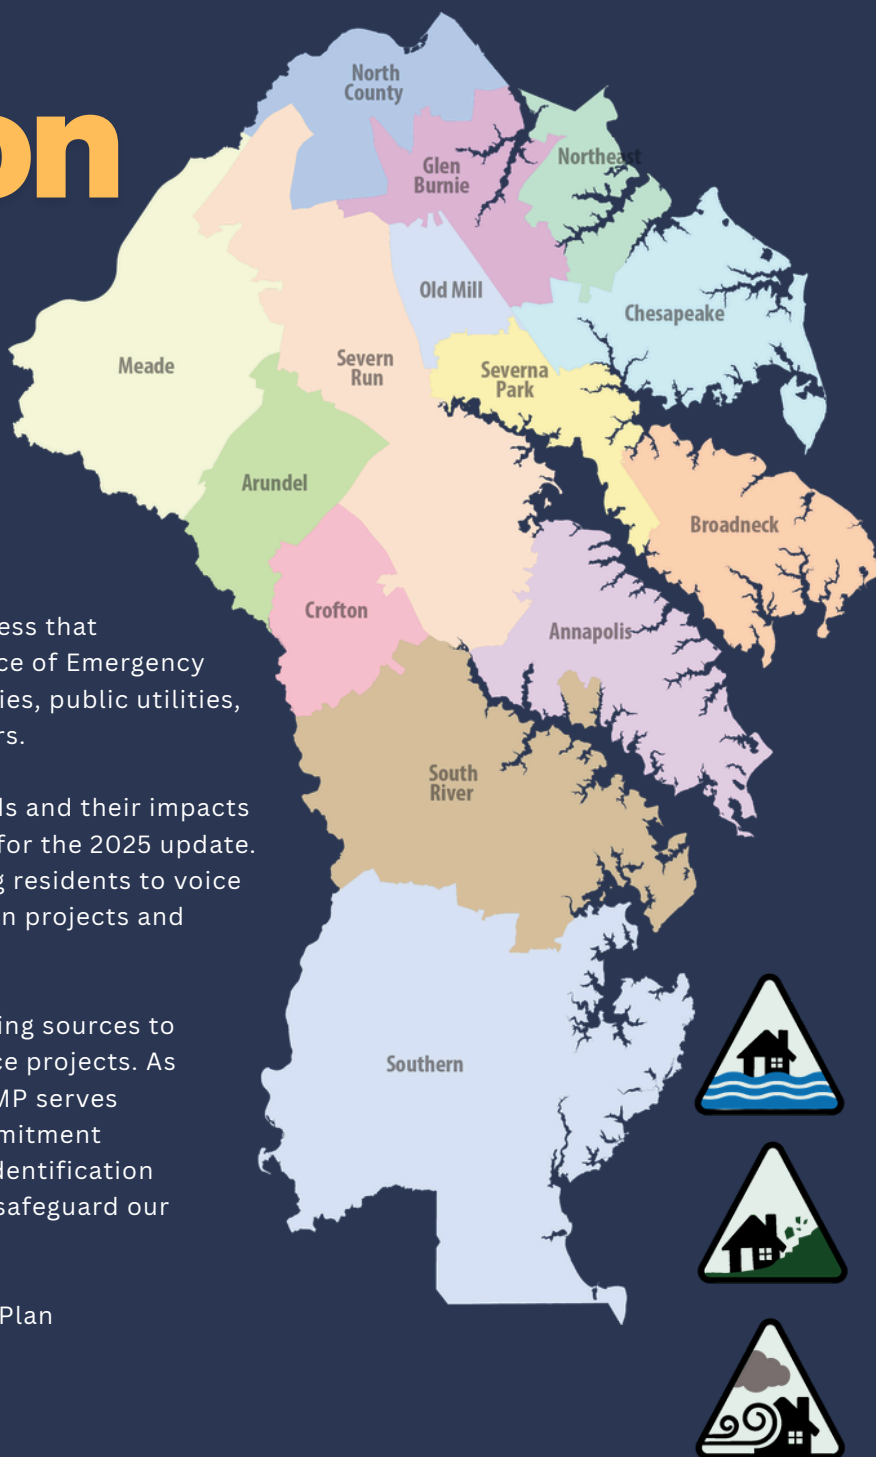 on
North
County
Glen
Burnie
Northeast
Old Mill
Chesapeake
Meade
Severn
Run
Severna
Park
Arundel
Broadneck
Crofton
Annapolis
South
River
Southern
ess that
ce of Emergency
ies, public utilities,
rs.
ds and their impacts
for the 2025 update.
g residents to voice
n projects and
ing sources to
ce projects. As
MP serves
mitment
dentification
safeguard our
Plan